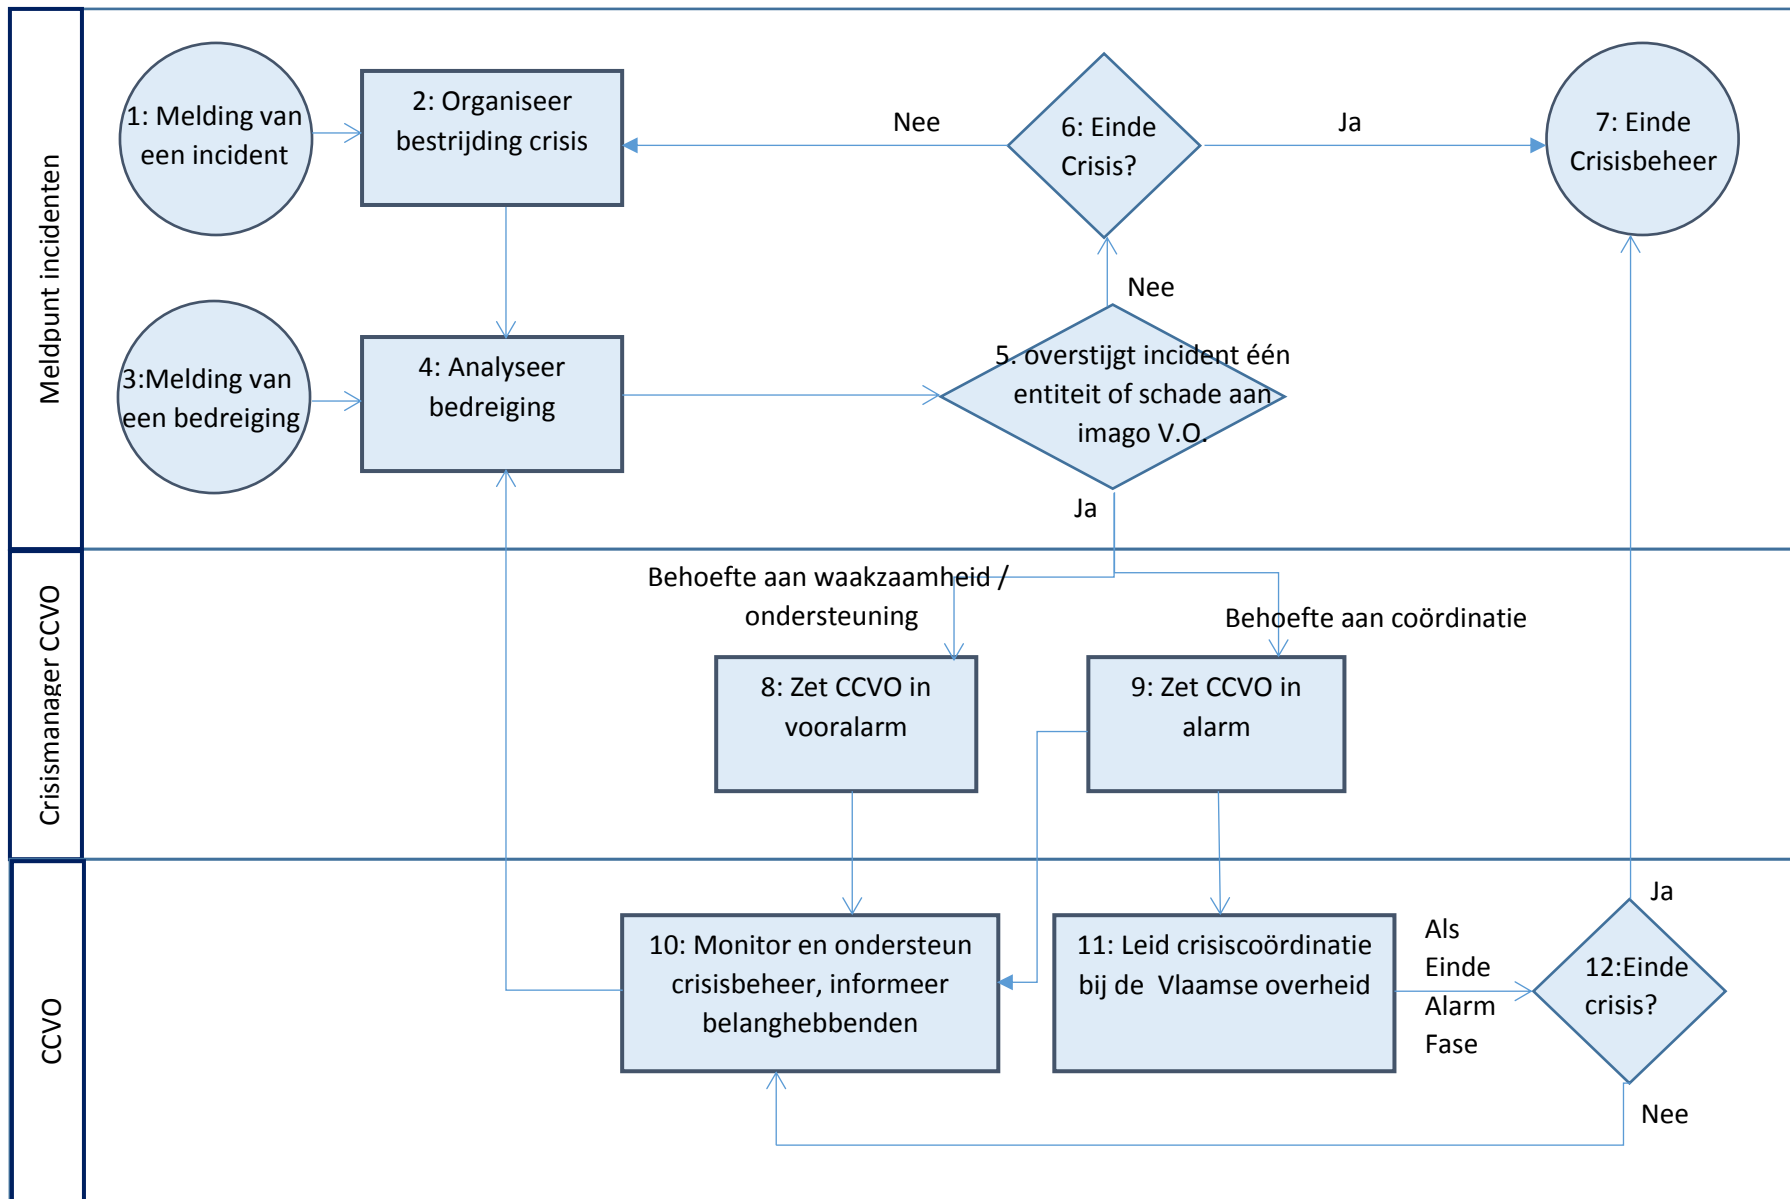 Meldpunt incidenten
1: Melding van
een incident
2: Organiseer
bestrijding crisis
Nee
6: Einde
Crisis?
Ja
7: Einde
Crisisbeheer
3:Melding van
een bedreiging
4: Analyseer
bedreiging
Nee
5. overstijgt incident één
entiteit of schade aan
imago V.O.
Ja
Crisismanager CCVO
Behoefte aan waakzaamheid /
ondersteuning
Behoefte aan coördinatie
8: Zet CCVO in
vooralarm
9: Zet CCVO in
alarm
CCVO
10: Monitor en ondersteun
crisisbeheer, informeer
belanghebbenden
11: Leid crisiscoördinatie
bij de Vlaamse overheid
Als
Einde
Alarm
Fase
Ja
12:Einde
crisis?
Nee